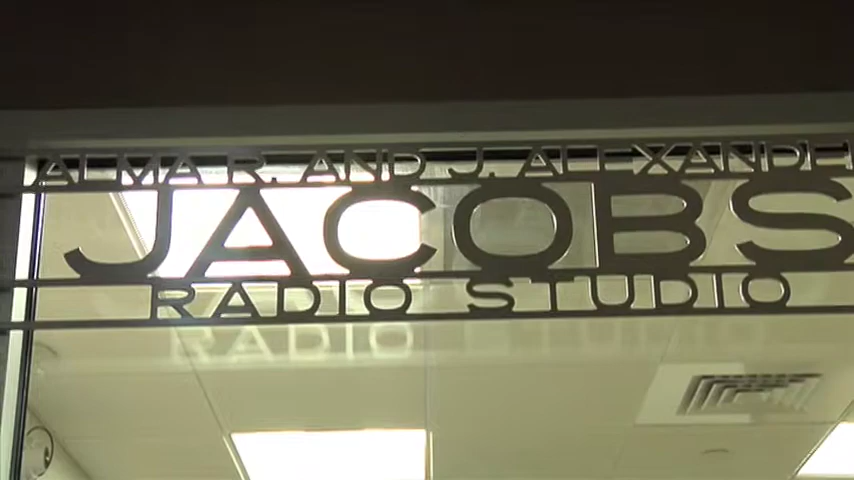 ALMA R. AND J. ALEXANDE
JACOBS
RADIO STUDIO